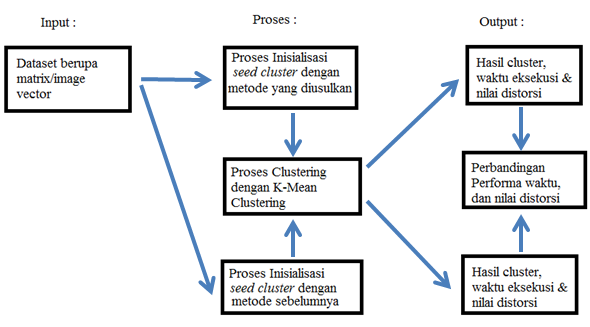 Input :
Proses :
Output :
Dataset berupa
matrix/image
vector
Proses Inisialisasi
seed cluster dengan
metode yang diusulkan
Proses Clustering
dengan K-Mean
Clustering
Proses Inisialisasi
seed cluster dengan
metode sebelumnya
Hasil cluster,
waktu eksekusi &
nilai distorsi
Perbandingan
Performa waktu,
dan nilai distorsi
Hasil cluster,
waktu eksekusi &
nilai distorsi